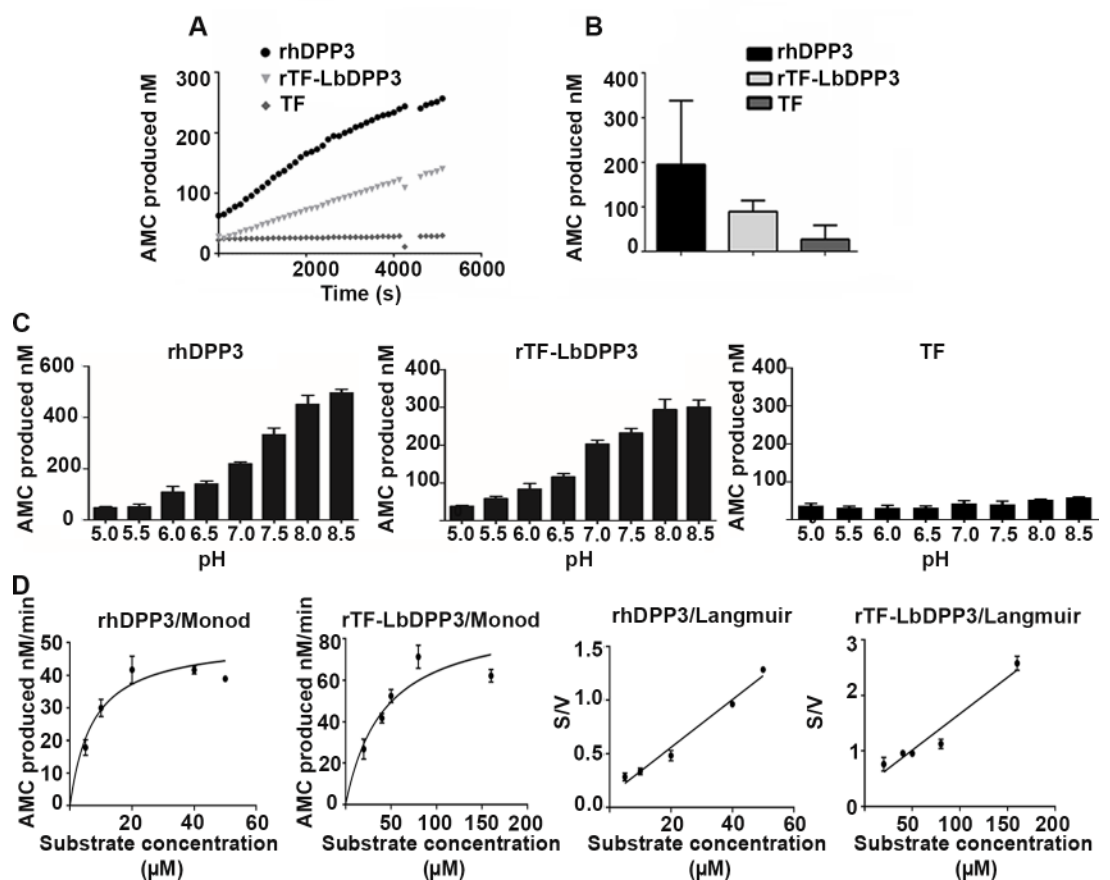 A
rhDPP3
rTF-LbDPP3
TF
AMC produced nM
300
200
100
0
2000
4000
6000
Time (s)
B
rhDPP3
rTF-LbDPP3
TF
AMC produced nM
400
300
200
100
0
C
rhDPP3
AMC produced nM
600
400
200
0
5.0 5.5 6.0 6.5 7.0 7.5 8.0 8.5
pH
rTF-LbDPP3
AMC produced nM
400
300
200
100
5.0 5.5 6.0 6.5 7.0 7.5 8.0 8.5
pH
TF
AMC produced nM
400
300
200
100
5.0 5.5 6.0 6.5 7.0 7.5 8.0 8.5
pH
D
rhDPP3/Monod
AMC produced nM/min
50
40
30
20
10
0
20 40 60
Substrate concentration
(µM)
rTF-LbDPP3/Monod
AMC produced nM/min
80
60
40
20
0
50 100 150 200
Substrate concentration
(µM)
rhDPP3/Langmuir
S/V
1.5
1.0
0.5
0.0
20 40 60
Substrate concentration
(µM)
rTF-LbDPP3/Langmuir
S/V
3
2
1
0
50 100 150 200
Substrate concentration
(µM)